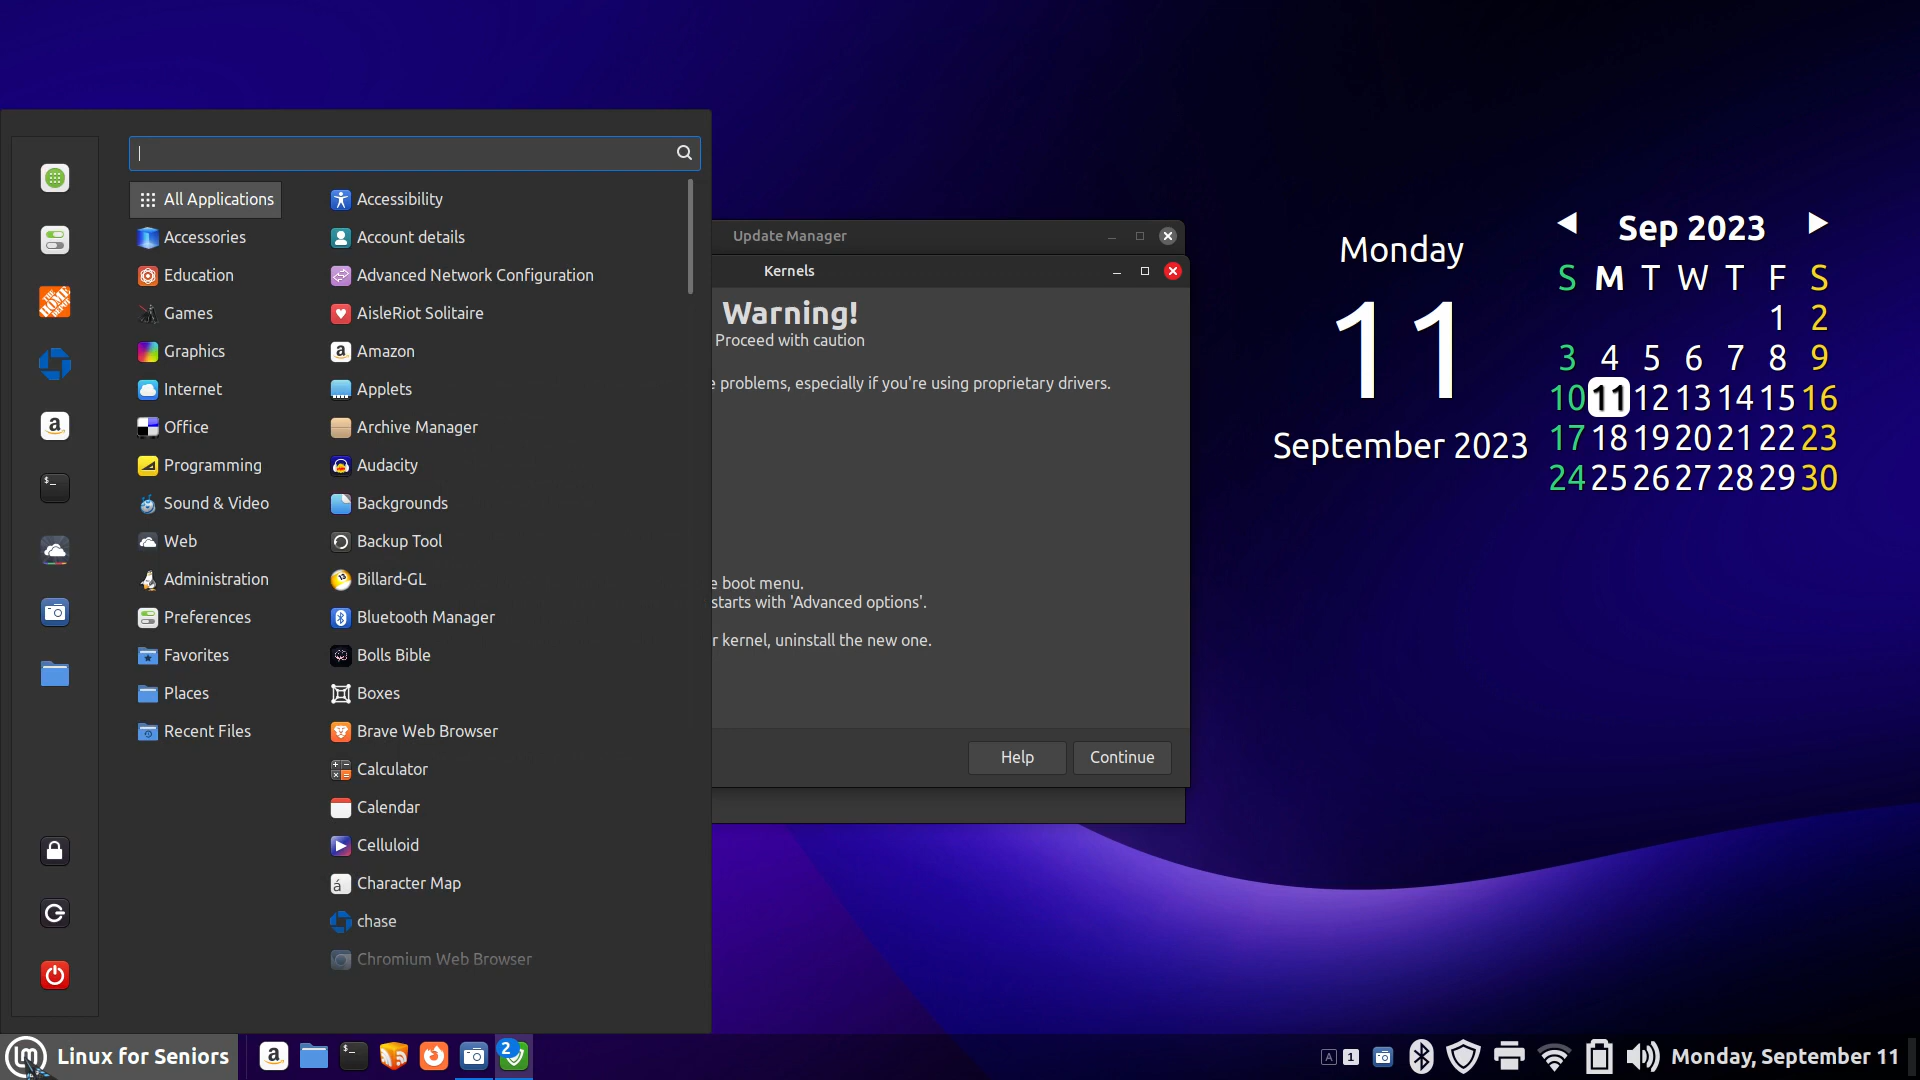 All Applications
Accessories
Education
Games
Graphics
Internet
Office
Programming
Sound & Video
Web
Administration
Preferences
Favorites
Places
Recent Files
Accessibility
Account details
Advanced Network Configuration
AisleRiot Solitaire
Amazon
Applets
Archive Manager
Audacity
Backgrounds
Backup Tool
Billard-GL
Bluetooth Manager
Bolls Bible
Boxes
Brave Web Browser
Calculator
Calendar
Celluloid
Character Map
chase
Chromium Web Browser
Update Manager
Kernels
Warning!
Proceed with caution
problems, especially if you're using proprietary drivers.
boot menu.
starts with 'Advanced options'.
kernel, uninstall the new one.
Help
Continue
Monday
11
September 2023
Sep 2023
S M T W T F S
1 2
3 4 5 6 7 8 9
10 11 12 13 14 15 16
17 18 19 20 21 22 23
24 25 26 27 28 29 30
Linux for Seniors
2
A 1
Monday, September 11